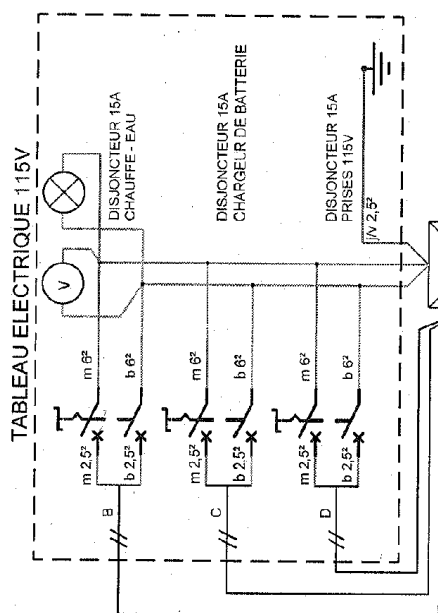 TABLEAU ELECTRIQUE 115V
V
DISJONCTEUR 15A
CHAUFFE - EAU
m 6²
b 6²
m 2,5²
b 2,5²
B
DISJONCTEUR 15A
CHARGEUR DE BATTERIE
m 6²
b 6²
m 2,5²
b 2,5²
C
DISJONCTEUR 15A
PRISES 115V
m 6²
b 6²
m 2,5²
b 2,5²
D
j/v 2,5²